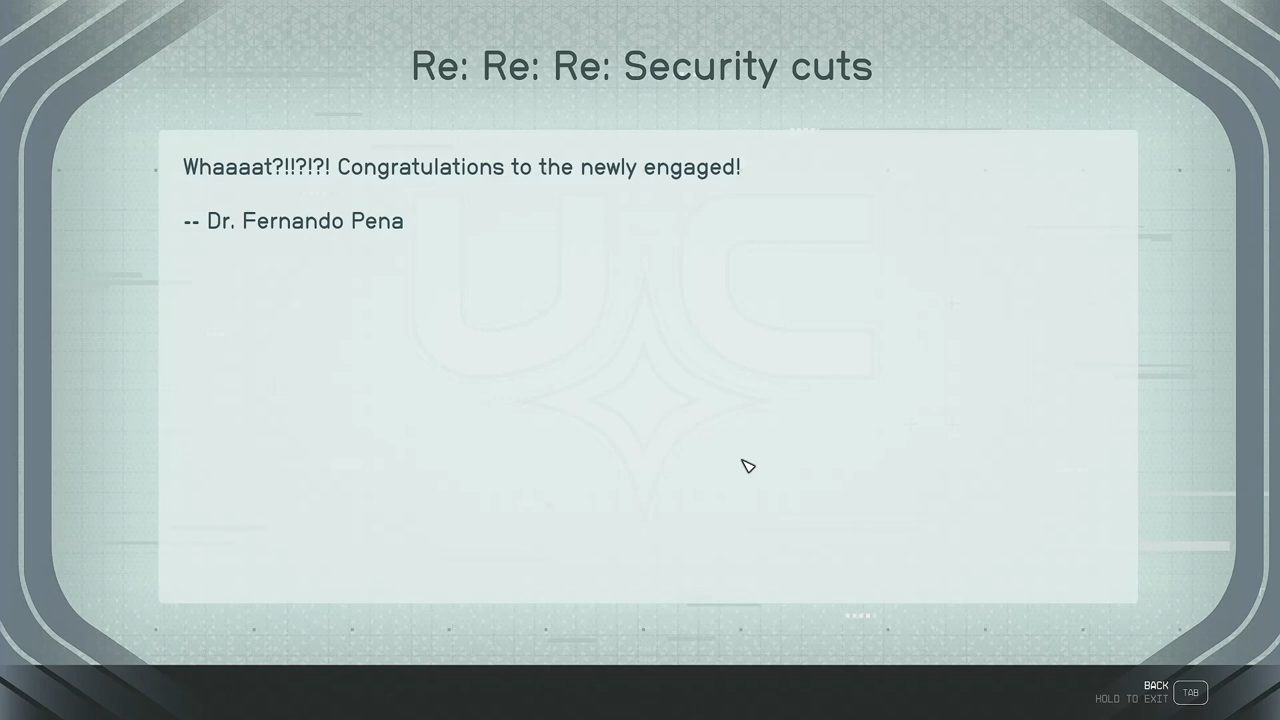 Re: Re: Re: Security cuts
Whaaaat?!!?!?! Congratulations to the newly engaged!
-- Dr. Fernando Pena
UC
BACK
HOLD TO EXIT
TAB